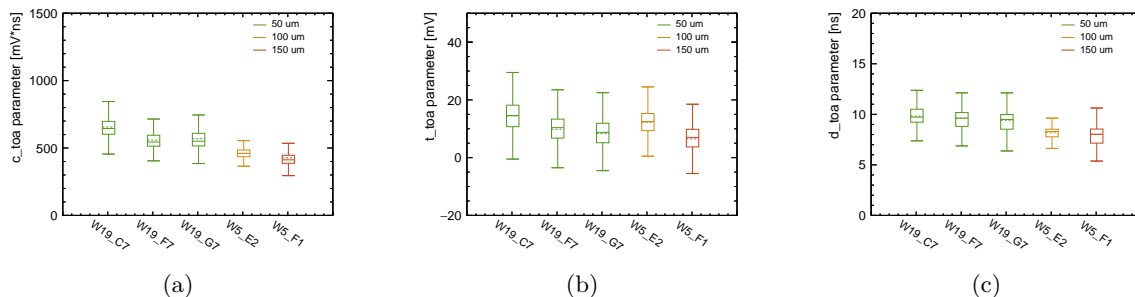 c_toa parameter [mV*ns]
1500
1000
500
0
50 um
100 um
150 um
W19_C7
W19_F7
W19_G7
W5_E2
W5_F1
(a)
t_toa parameter [mV]
40
20
0
−20
50 um
100 um
150 um
W19_C7
W19_F7
W19_G7
W5_E2
W5_F1
(b)
d_toa parameter [ns]
20
15
10
5
0
50 um
100 um
150 um
W19_C7
W19_F7
W19_G7
W5_E2
W5_F1
(c)